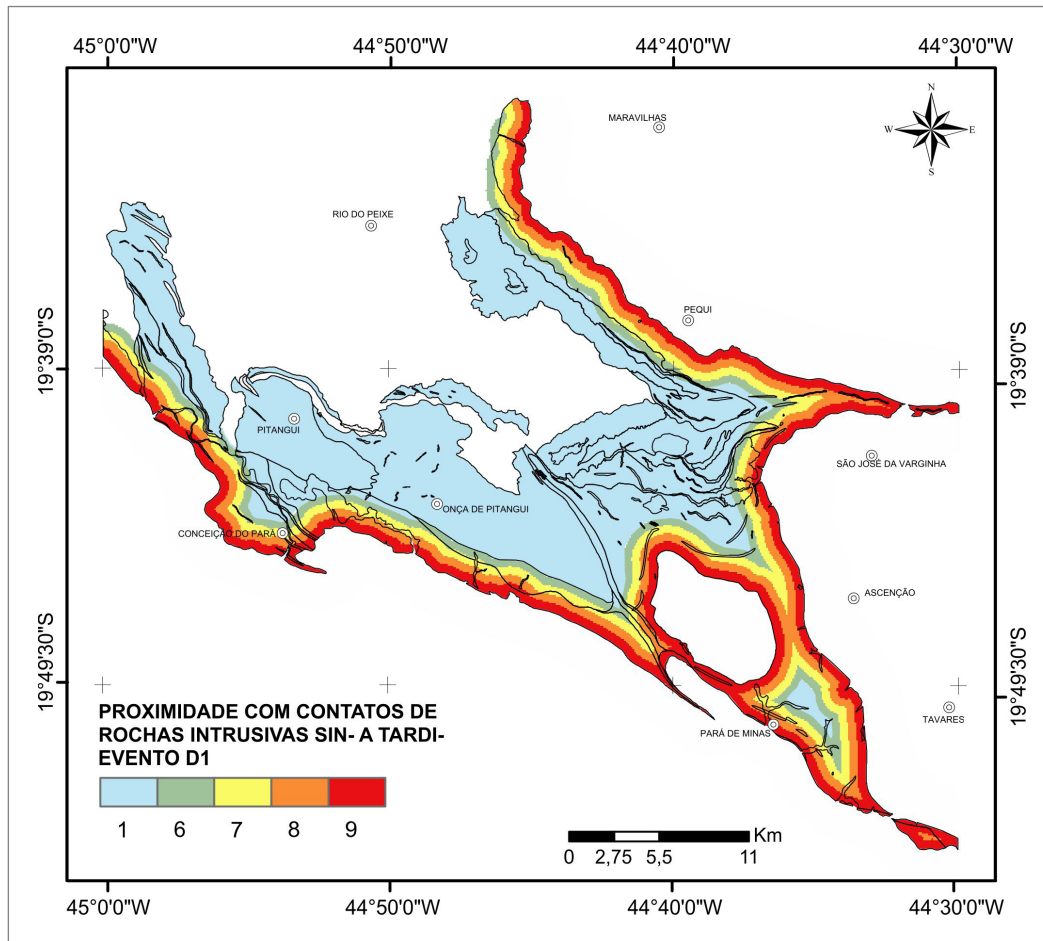 45°0'0"W 44°50'0"W 44°40'0"W 44°30'0"W
N
W E
S
MARAVILHAS
RIO DO PEIXE
PEQUI
19°39'0"S
19°39'0"S
PITANGUI
SÃO JOSÉ DA VARGINHA
ONÇA DE PITANGUI
CONCEIÇÃO DO PARÁ
ASCENÇÃO
19°49'30"S
19°49'30"S
TAVARES
PARÁ DE MINAS
PROXIMIDADE COM CONTATOS DE
ROCHAS INTRUSIVAS SIN- A TARDI-
EVENTO D1
1 6 7 8 9
Km
0 2,75 5,5 11
45°0'0"W 44°50'0"W 44°40'0"W 44°30'0"W